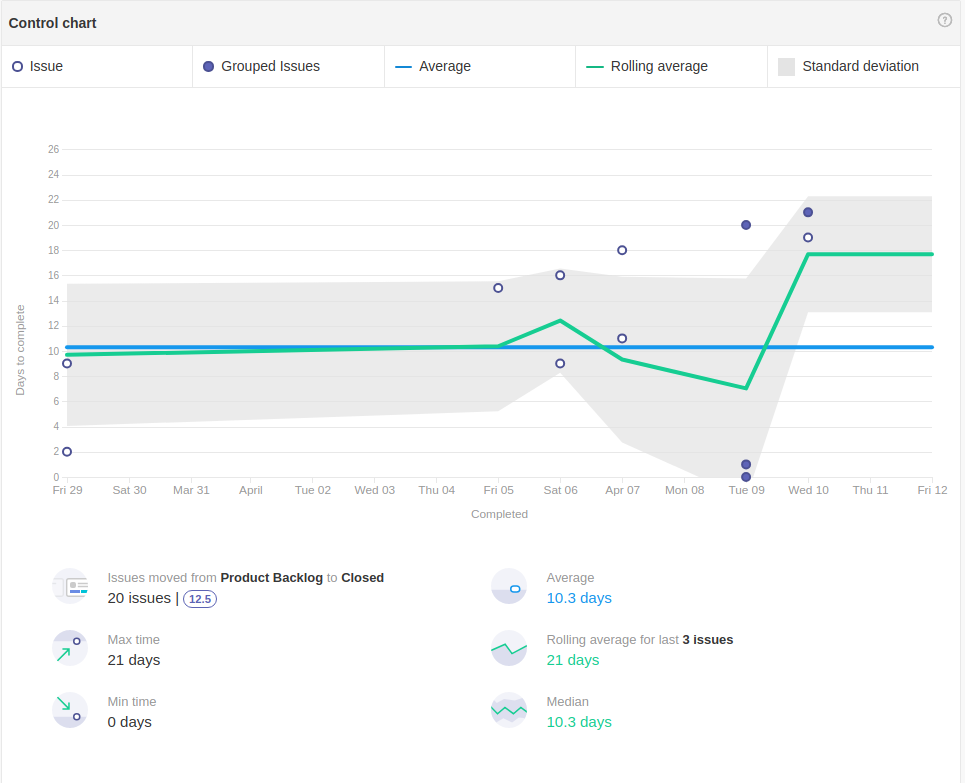 Control chart
?
Issue
Grouped Issues
Average
Rolling average
Standard deviation
26
24
22
20
18
16
14
12
10
8
6
4
2
0
Days to complete
Fri 29 Sat 30 Mar 31 April Tue 02 Wed 03 Thu 04 Fri 05 Sat 06 Apr 07 Mon 08 Tue 09 Wed 10 Thu 11 Fri 12
Completed
Issues moved from Product Backlog to Closed
20 issues | 12.5
Average
10.3 days
Max time
21 days
Rolling average for last 3 issues
21 days
Min time
0 days
Median
10.3 days